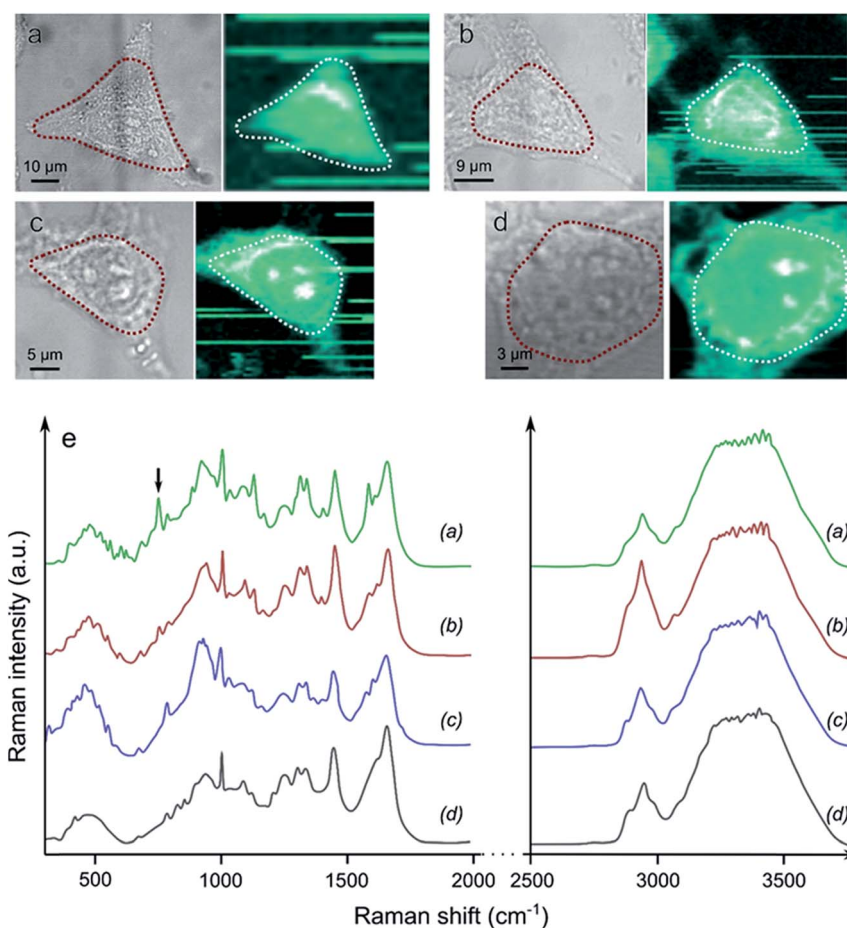 a
b
10 μm
9 μm
c
d
5 μm
3 μm
e
Raman intensity (a.u.)
(a)
(b)
(c)
(d)
(a)
(b)
(c)
(d)
500 1000 1500 2000 2500 3000 3500
Raman shift (cm⁻¹)